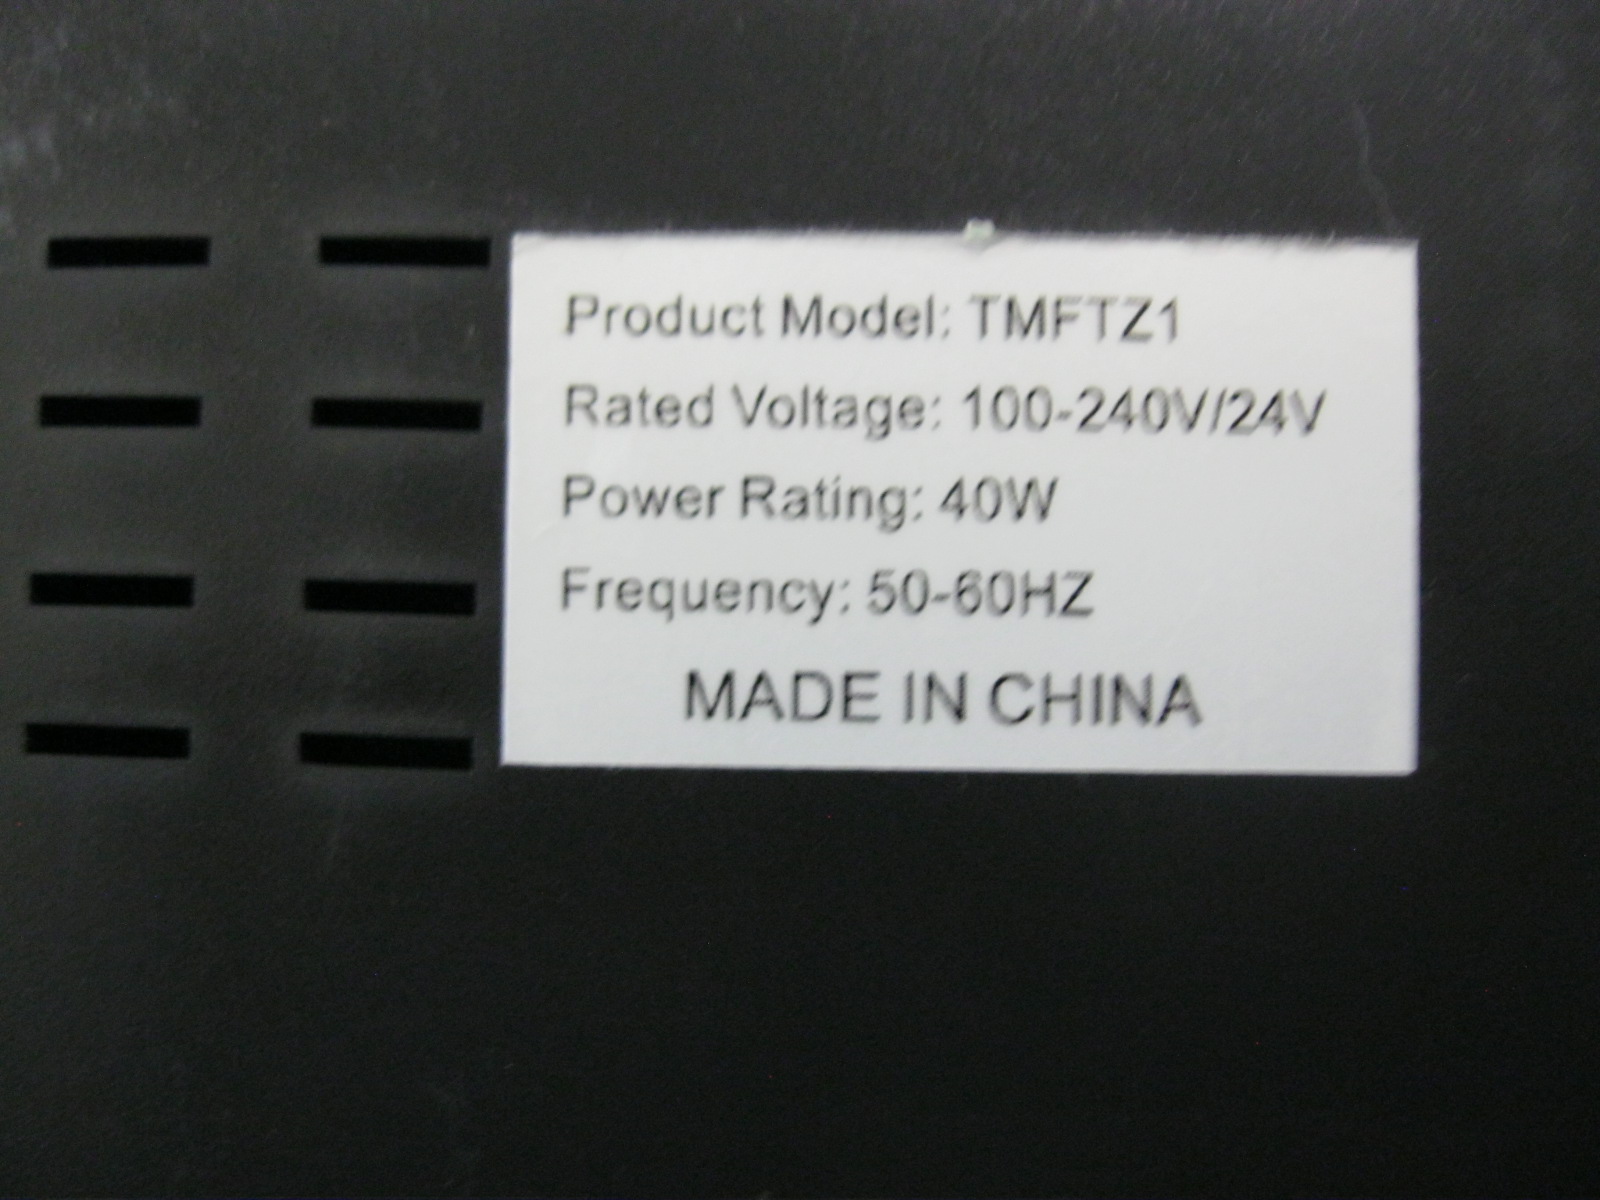 Product Model: TMFTZ1
Rated Voltage: 100-240V/24V
Power Rating: 40W
Frequency: 50-60HZ
MADE IN CHINA